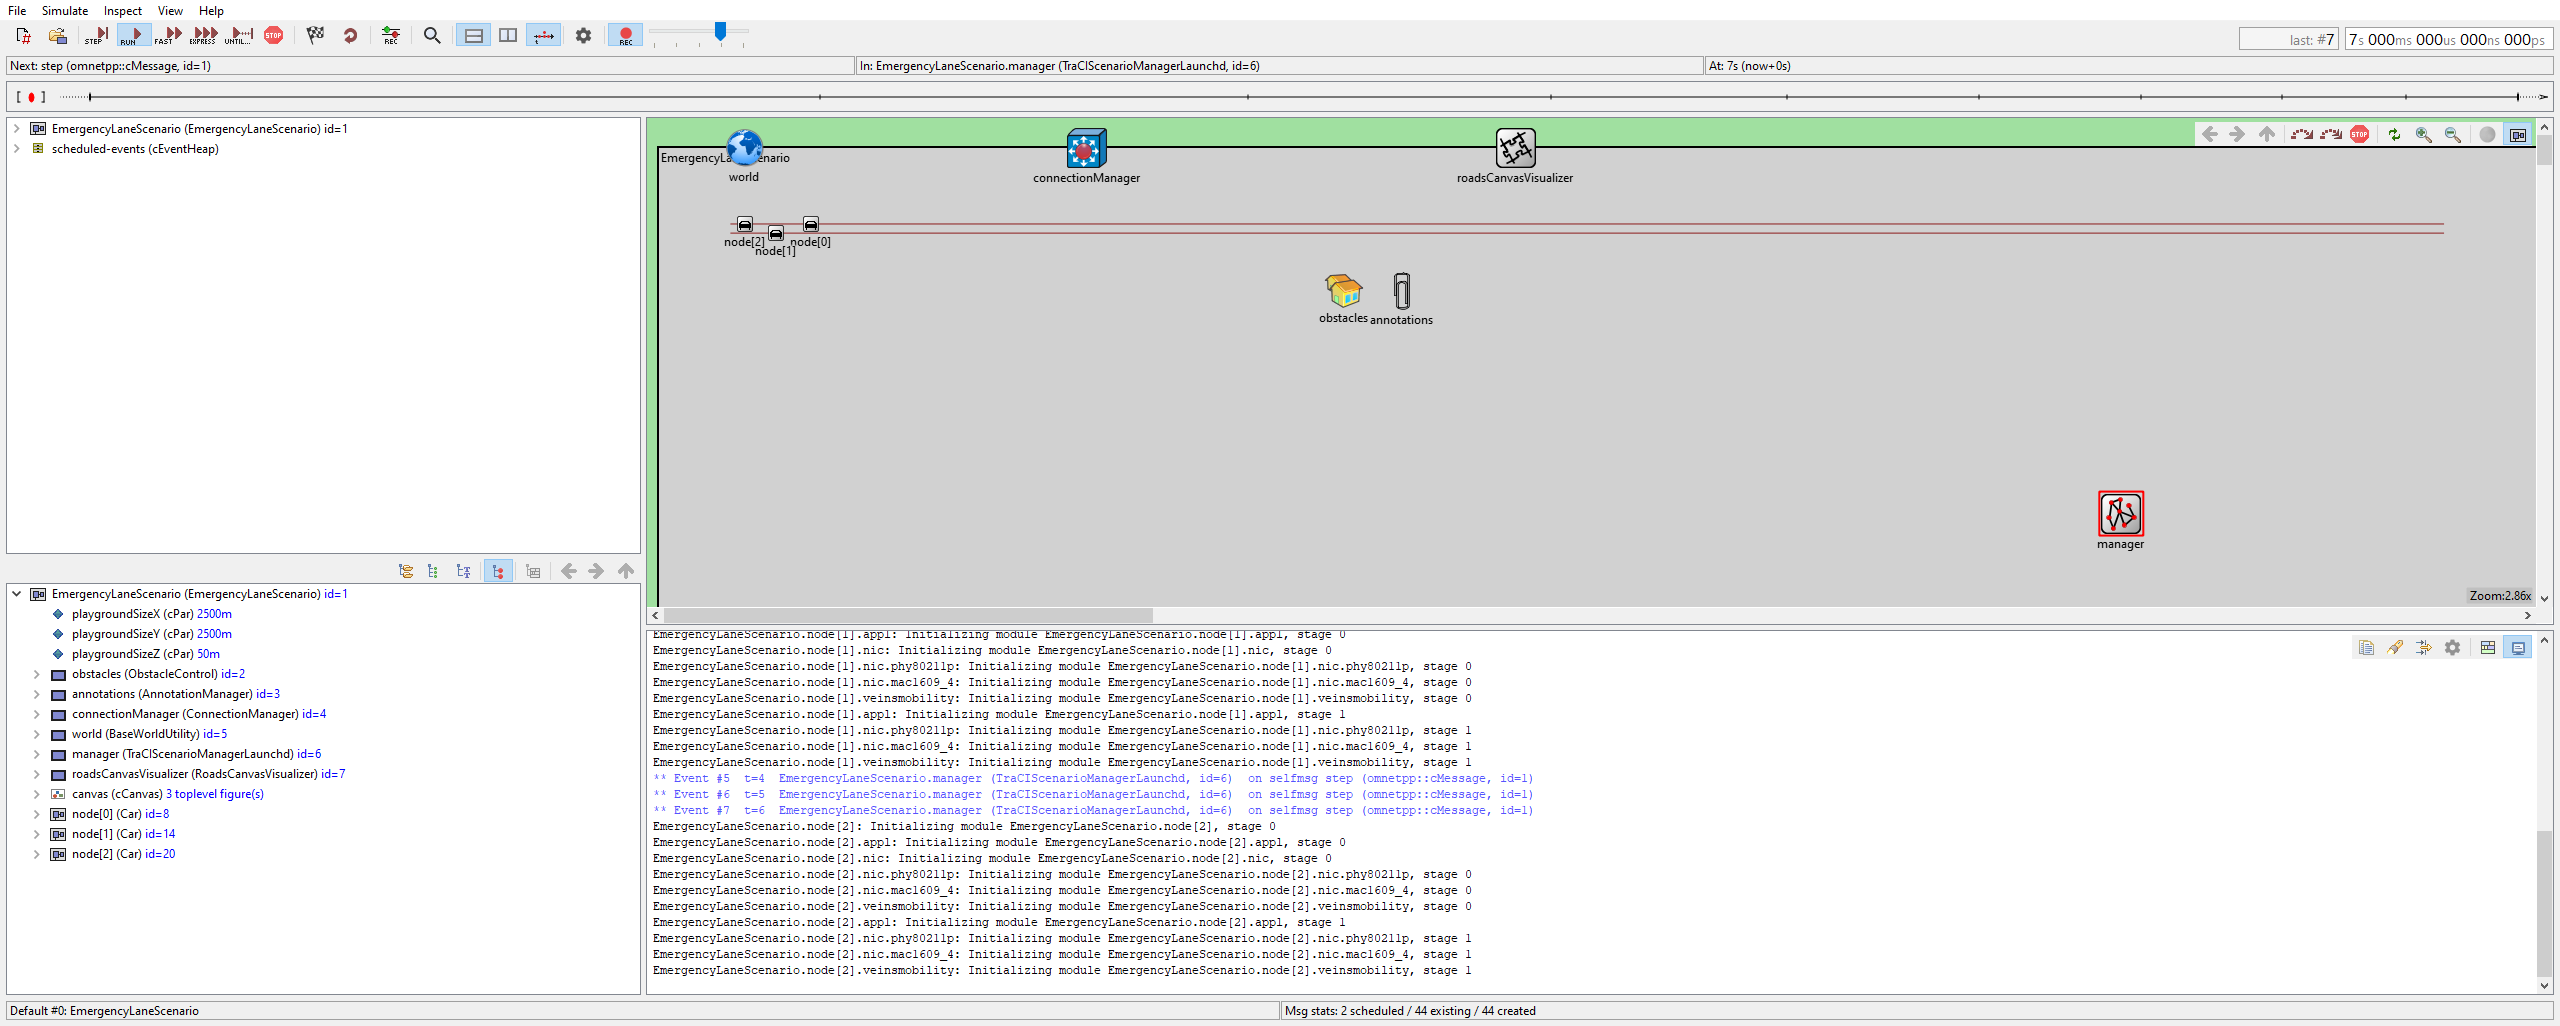 File Simulate Inspect View Help
STEP RUN FAST EXPRESS UNTIL... STOP REC REC
last: #7 7s 000ms 000us 000ns 000ps
Next: step (omnetpp::cMessage, id=1) In: EmergencyLaneScenario.manager (TraCIScenarioManagerLaunchd, id=6) At: 7s (now+0s)
EmergencyLaneScenario (EmergencyLaneScenario) id=1
scheduled-events (cEventHeap)
STOP
world
connectionManager
roadsCanvasVisualizer
node[2]
node[0]
node[1]
obstacles
annotations
manager
Zoom:2.86x
EmergencyLaneScenario (EmergencyLaneScenario) id=1
playgroundSizeX (cPar) 2500m
playgroundSizeY (cPar) 2500m
playgroundSizeZ (cPar) 50m
obstacles (ObstacleControl) id=2
annotations (AnnotationManager) id=3
connectionManager (ConnectionManager) id=4
world (BaseWorldUtility) id=5
manager (TraCIScenarioManagerLaunchd) id=6
roadsCanvasVisualizer (RoadsCanvasVisualizer) id=7
canvas (cCanvas) 3 toplevel figure(s)
node[0] (Car) id=8
node[1] (Car) id=14
node[2] (Car) id=20
EmergencyLaneScenario.node[1].appl: Initializing module EmergencyLaneScenario.node[1].appl, stage 0
EmergencyLaneScenario.node[1].nic: Initializing module EmergencyLaneScenario.node[1].nic, stage 0
EmergencyLaneScenario.node[1].nic.phy80211p: Initializing module EmergencyLaneScenario.node[1].nic.phy80211p, stage 0
EmergencyLaneScenario.node[1].nic.mac1609_4: Initializing module EmergencyLaneScenario.node[1].nic.mac1609_4, stage 0
EmergencyLaneScenario.node[1].veinsmobility: Initializing module EmergencyLaneScenario.node[1].veinsmobility, stage 0
EmergencyLaneScenario.node[1].appl: Initializing module EmergencyLaneScenario.node[1].appl, stage 1
EmergencyLaneScenario.node[1].nic.phy80211p: Initializing module EmergencyLaneScenario.node[1].nic.phy80211p, stage 1
EmergencyLaneScenario.node[1].nic.mac1609_4: Initializing module EmergencyLaneScenario.node[1].nic.mac1609_4, stage 1
EmergencyLaneScenario.node[1].veinsmobility: Initializing module EmergencyLaneScenario.node[1].veinsmobility, stage 1
** Event #5 t=4 EmergencyLaneScenario.manager (TraCIScenarioManagerLaunchd, id=6) on selfmsg step (omnetpp::cMessage, id=1)
** Event #6 t=5 EmergencyLaneScenario.manager (TraCIScenarioManagerLaunchd, id=6) on selfmsg step (omnetpp::cMessage, id=1)
** Event #7 t=6 EmergencyLaneScenario.manager (TraCIScenarioManagerLaunchd, id=6) on selfmsg step (omnetpp::cMessage, id=1)
EmergencyLaneScenario.node[2]: Initializing module EmergencyLaneScenario.node[2], stage 0
EmergencyLaneScenario.node[2].appl: Initializing module EmergencyLaneScenario.node[2].appl, stage 0
EmergencyLaneScenario.node[2].nic: Initializing module EmergencyLaneScenario.node[2].nic, stage 0
EmergencyLaneScenario.node[2].nic.phy80211p: Initializing module EmergencyLaneScenario.node[2].nic.phy80211p, stage 0
EmergencyLaneScenario.node[2].nic.mac1609_4: Initializing module EmergencyLaneScenario.node[2].nic.mac1609_4, stage 0
EmergencyLaneScenario.node[2].veinsmobility: Initializing module EmergencyLaneScenario.node[2].veinsmobility, stage 0
EmergencyLaneScenario.node[2].appl: Initializing module EmergencyLaneScenario.node[2].appl, stage 1
EmergencyLaneScenario.node[2].nic.phy80211p: Initializing module EmergencyLaneScenario.node[2].nic.phy80211p, stage 1
EmergencyLaneScenario.node[2].nic.mac1609_4: Initializing module EmergencyLaneScenario.node[2].nic.mac1609_4, stage 1
EmergencyLaneScenario.node[2].veinsmobility: Initializing module EmergencyLaneScenario.node[2].veinsmobility, stage 1
Default #0: EmergencyLaneScenario
Msg stats: 2 scheduled / 44 existing / 44 created